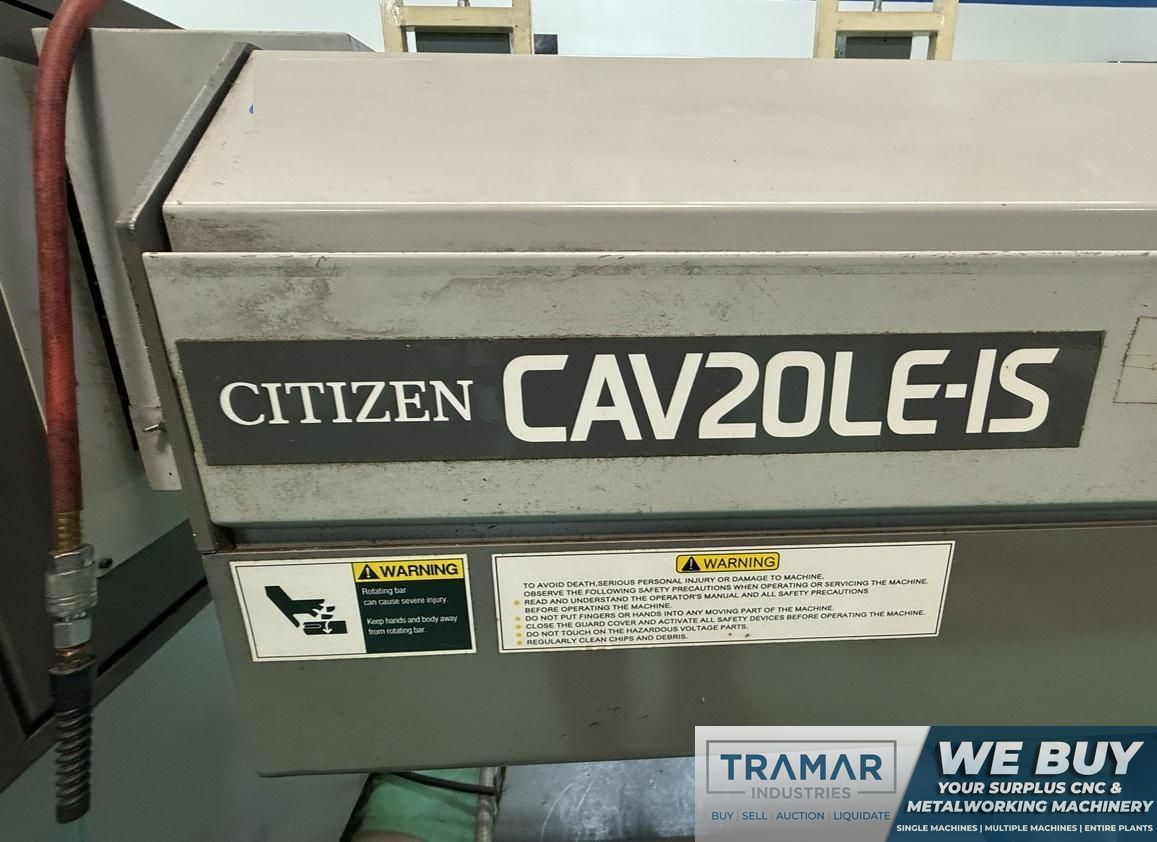 CITIZEN CAV20LE-IS
WARNING
Rotating bar
can cause severe injury.
Keep hands and body away
from rotating bar.
WARNING
TO AVOID DEATH,SERIOUS PERSONAL INJURY OR DAMAGE TO MACHINE,
OBSERVE THE FOLLOWING SAFETY PRECAUTIONS WHEN OPERATING OR SERVICING THE MACHINE.
READ AND UNDERSTAND THE OPERATOR'S MANUAL AND ALL SAFETY PRECAUTIONS
BEFORE OPERATING THE MACHINE.
DO NOT PUT FINGERS OR HANDS INTO ANY MOVING PART OF THE MACHINE.
CLOSE THE GUARD COVER AND ACTIVATE ALL SAFETY DEVICES BEFORE OPERATING THE MACHINE.
DO NOT TOUCH ON THE HAZARDOUS VOLTAGE PARTS.
REGULARLY CLEAN CHIPS AND DEBRIS.
TRAMAR
INDUSTRIES
BUY | SELL | AUCTION | LIQUIDATE
WE BUY
YOUR SURPLUS CNC &
METALWORKING MACHINERY
SINGLE MACHINES | MULTIPLE MACHINES | ENTIRE PLANTS